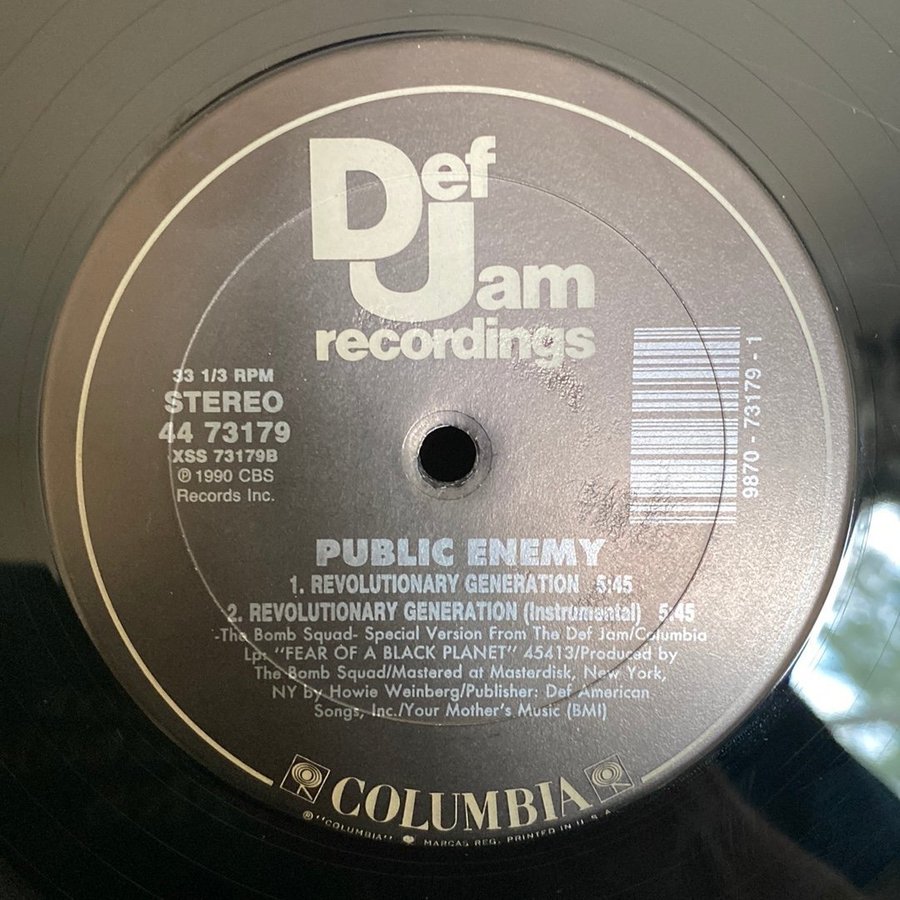 Def
Jam
recordings
33 1/3 RPM
STEREO
44 73179
XSS 73179B
℗ 1990 CBS
Records Inc.
9870 - 73179 - 1
PUBLIC ENEMY
1. REVOLUTIONARY GENERATION 5:45
2. REVOLUTIONARY GENERATION (Instrumental) 5:45
-The Bomb Squad- Special Version From The Def Jam/Columbia
Lp: "FEAR OF A BLACK PLANET" 45413/Produced by
The Bomb Squad/Mastered at Masterdisk, New York,
NY by Howie Weinberg/Publisher: Def American
Songs, Inc./Your Mother's Music (BMI)
COLUMBIA
® "COLUMBIA" MARCAS REG. PRINTED IN U.S.A.